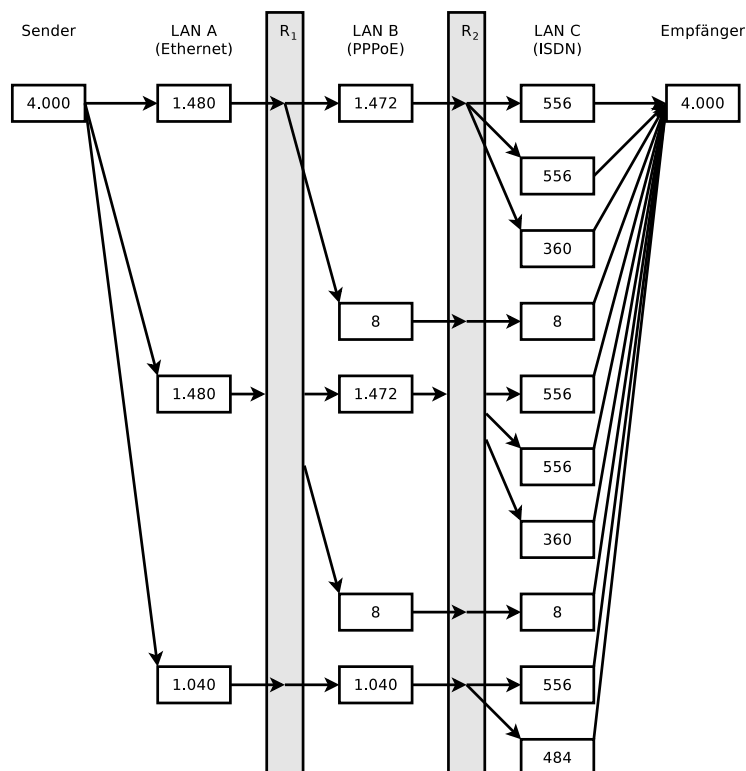 Sender
LAN A
(Ethernet)
R1
LAN B
(PPPoE)
R2
LAN C
(ISDN)
Empfänger
4.000
1.480
1.472
556
4.000
556
360
8
8
1.480
1.472
556
556
360
8
8
1.040
1.040
556
484